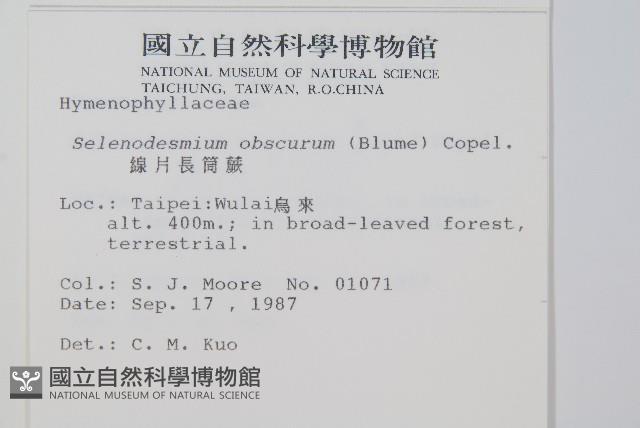 國立自然科學博物館
NATIONAL MUSEUM OF NATURAL SCIENCE
TAICHUNG, TAIWAN, R.O.CHINA
Hymenophyllaceae
Selenodesmium obscurum (Blume) Copel.
線片長筒蕨
Loc.: Taipei:Wulai烏來
alt. 400m.; in broad-leaved forest,
terrestrial.
Col.: S. J. Moore No. 01071
Date: Sep. 17 , 1987
Det.: C. M. Kuo
國立自然科學博物館
NATIONAL MUSEUM OF NATURAL SCIENCE